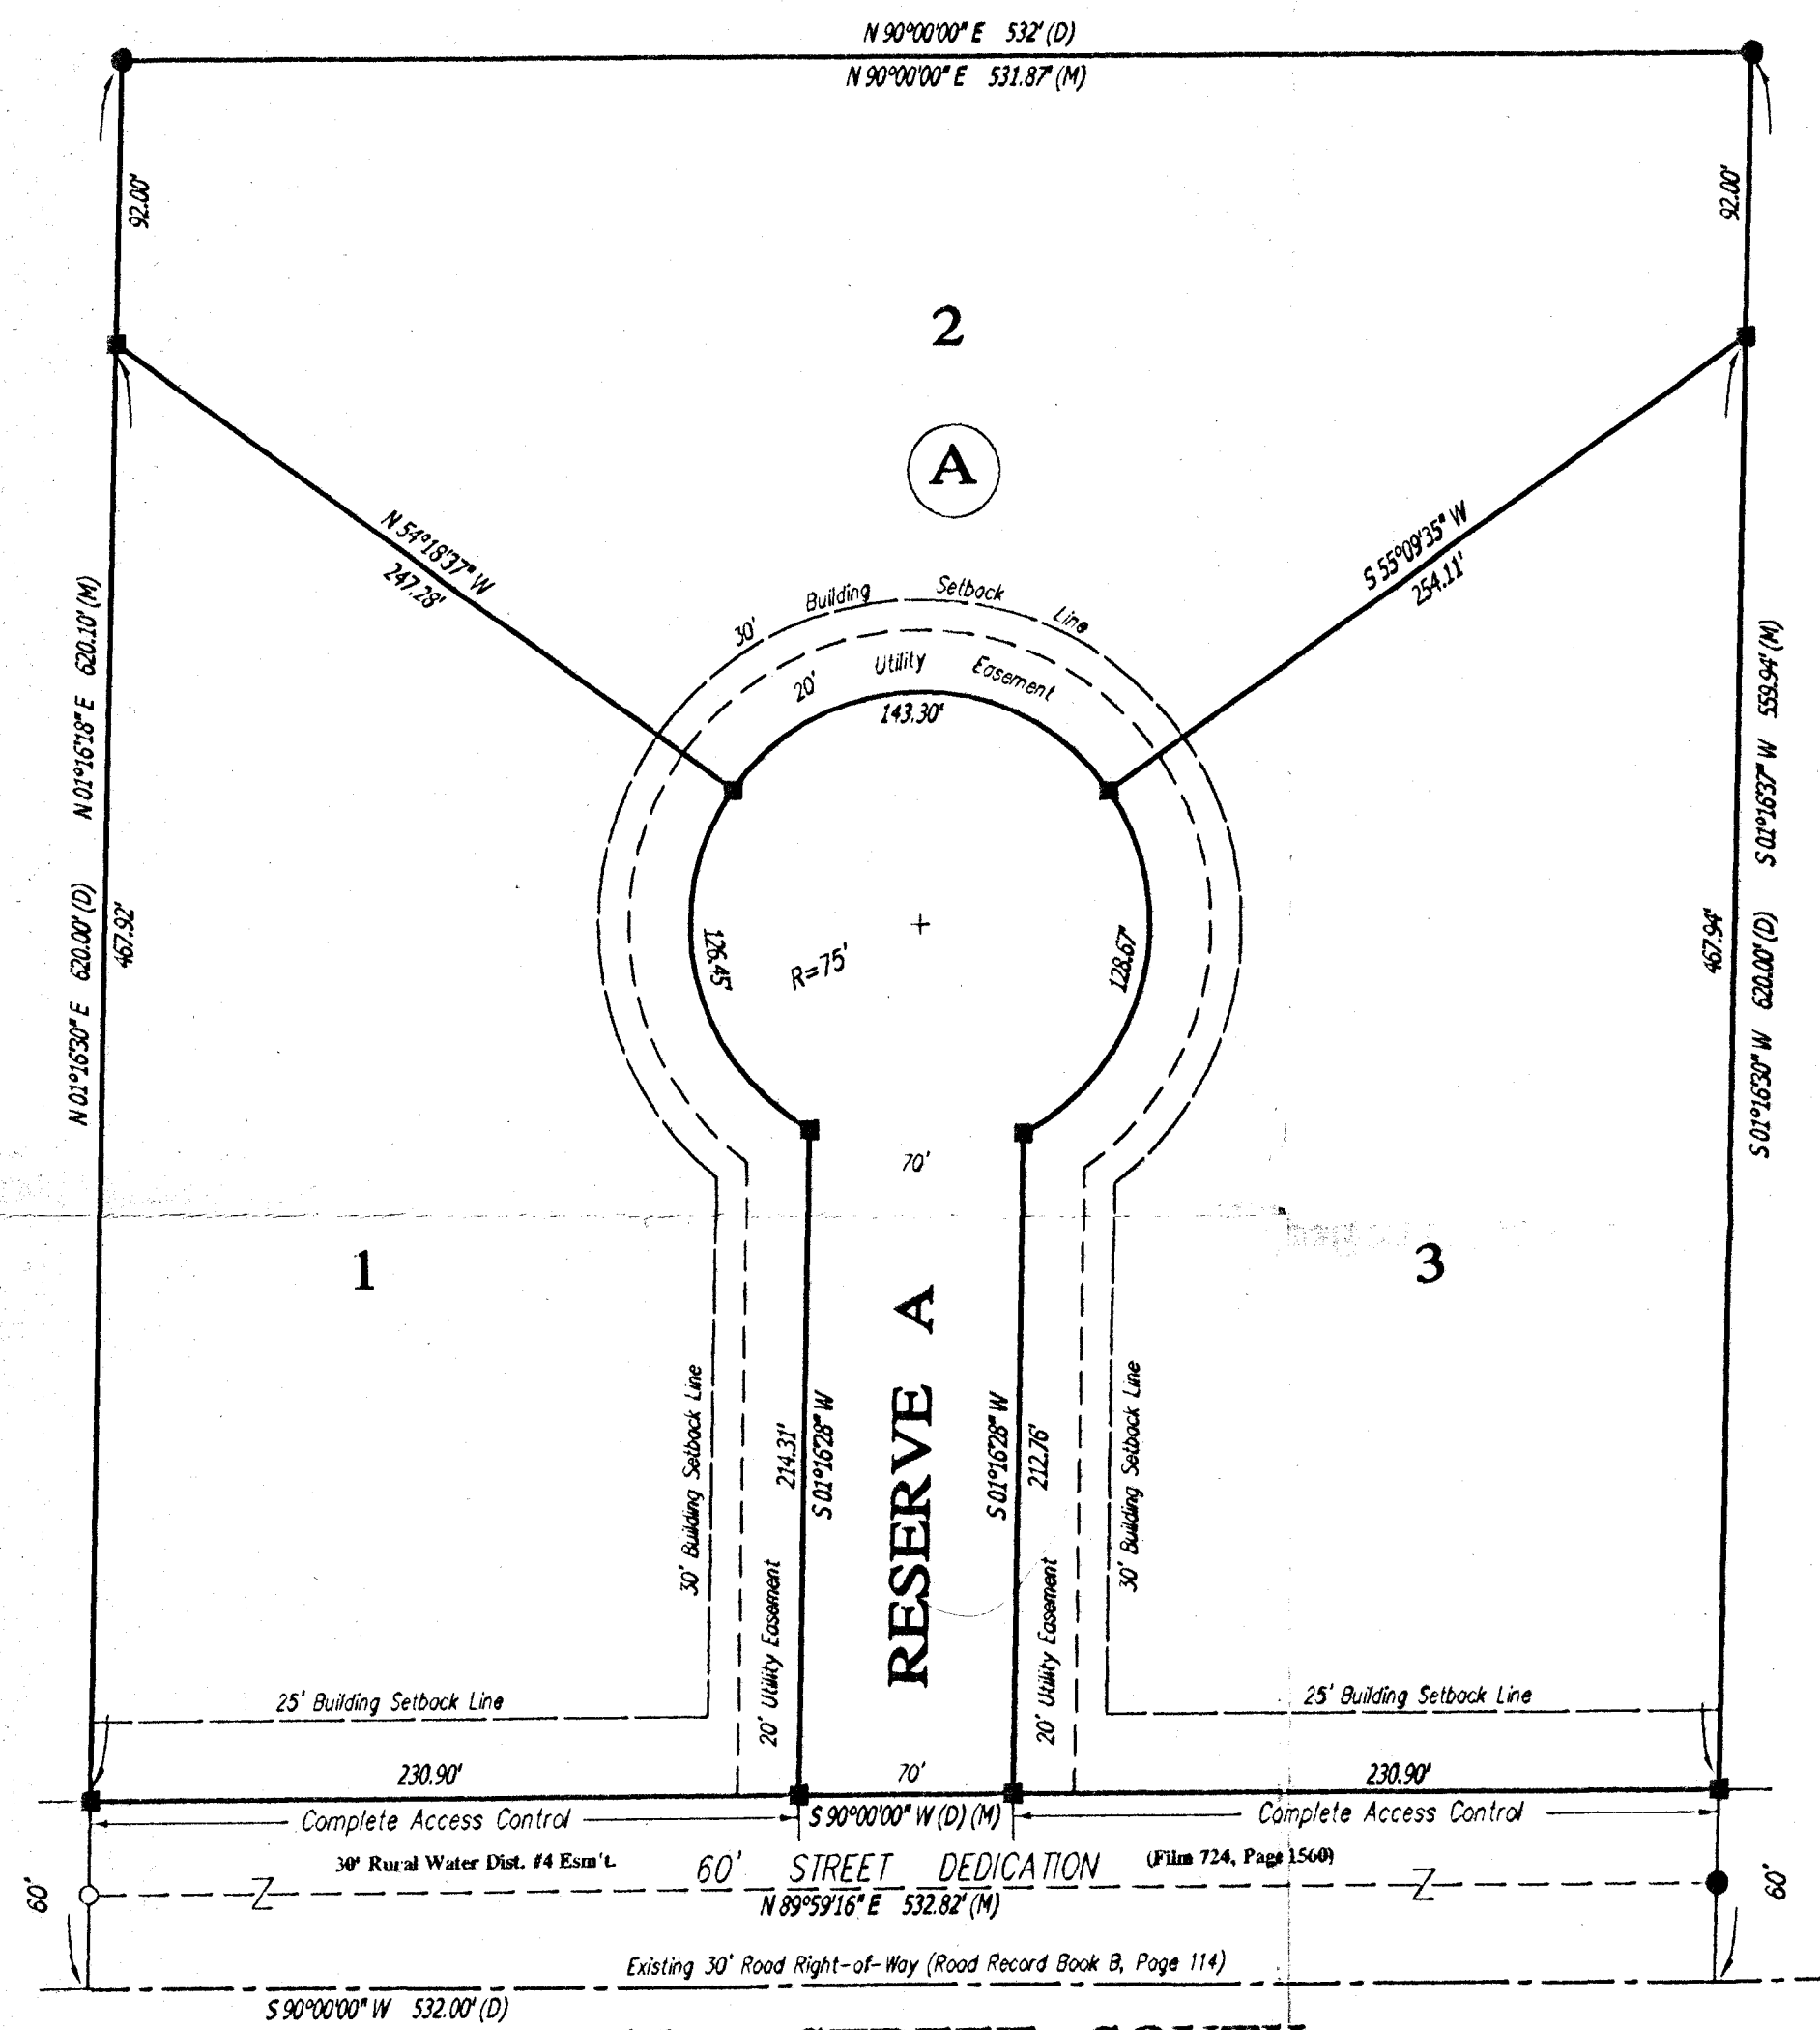 N 90°00'00" E 532' (D)
N 90°00'00" E 531.87' (M)
92.00'
92.00'
2
A
N 54°18'37" W
247.28'
S 55°09'35" W
254.11'
30' Building Setback Line
20' Utility Easement
143.30'
N 01°16'30" E 620.00' (D) N 01°16'18" E 620.10' (M)
467.92'
126.45'
R=75'
128.67'
467.94'
S 01°16'30" W 620.00' (D) S 01°16'37" W 559.94' (M)
70'
1
3
RESERVE A
30' Building Setback Line
20' Utility Easement
214.31'
S 01°16'28" W
S 01°16'28" W
212.76'
20' Utility Easement
30' Building Setback Line
25' Building Setback Line
25' Building Setback Line
230.90'
70'
230.90'
Complete Access Control
S 90°00'00" W (D) (M)
Complete Access Control
30' Rural Water Dist. #4 Esm't.
60' STREET DEDICATION
(Film 724, Page 1560)
60'
Z
Z
60'
N 89°59'16" E 532.82' (M)
Existing 30' Road Right-of-Way (Road Record Book B, Page 114)
S 90°00'00" W 532.00' (D)
STREET SOUTH